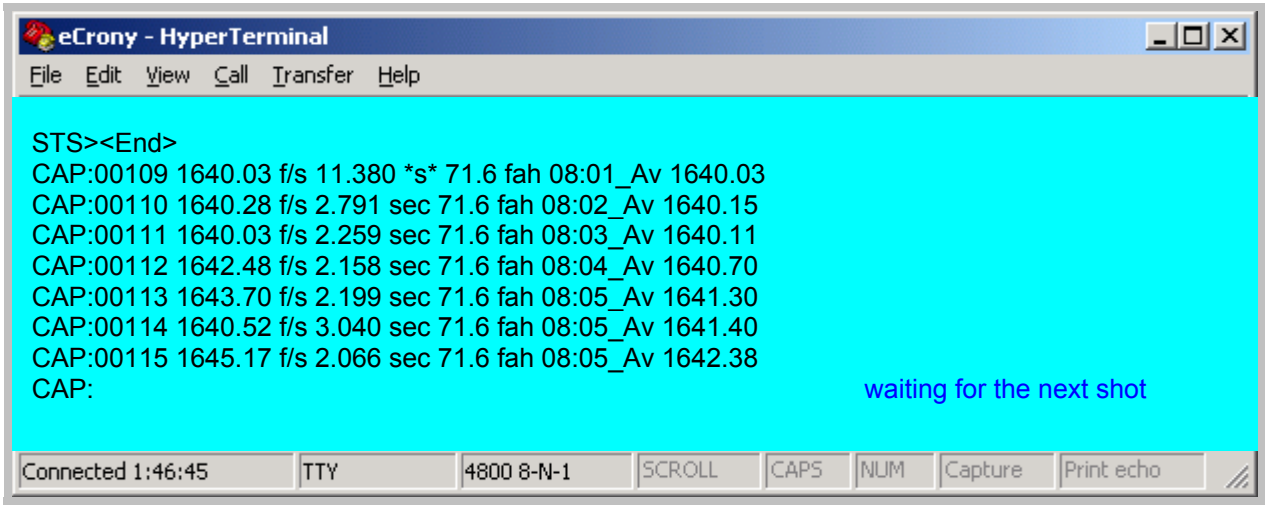 eCrony - HyperTerminal
File Edit View Call Transfer Help
STS><End>
CAP:00109 1640.03 f/s 11.380 *s* 71.6 fah 08:01_Av 1640.03
CAP:00110 1640.28 f/s 2.791 sec 71.6 fah 08:02_Av 1640.15
CAP:00111 1640.03 f/s 2.259 sec 71.6 fah 08:03_Av 1640.11
CAP:00112 1642.48 f/s 2.158 sec 71.6 fah 08:04_Av 1640.70
CAP:00113 1643.70 f/s 2.199 sec 71.6 fah 08:05_Av 1641.30
CAP:00114 1640.52 f/s 3.040 sec 71.6 fah 08:05_Av 1641.40
CAP:00115 1645.17 f/s 2.066 sec 71.6 fah 08:05_Av 1642.38
CAP: waiting for the next shot
Connected 1:46:45 TTY 4800 8-N-1 SCROLL CAPS NUM Capture Print echo